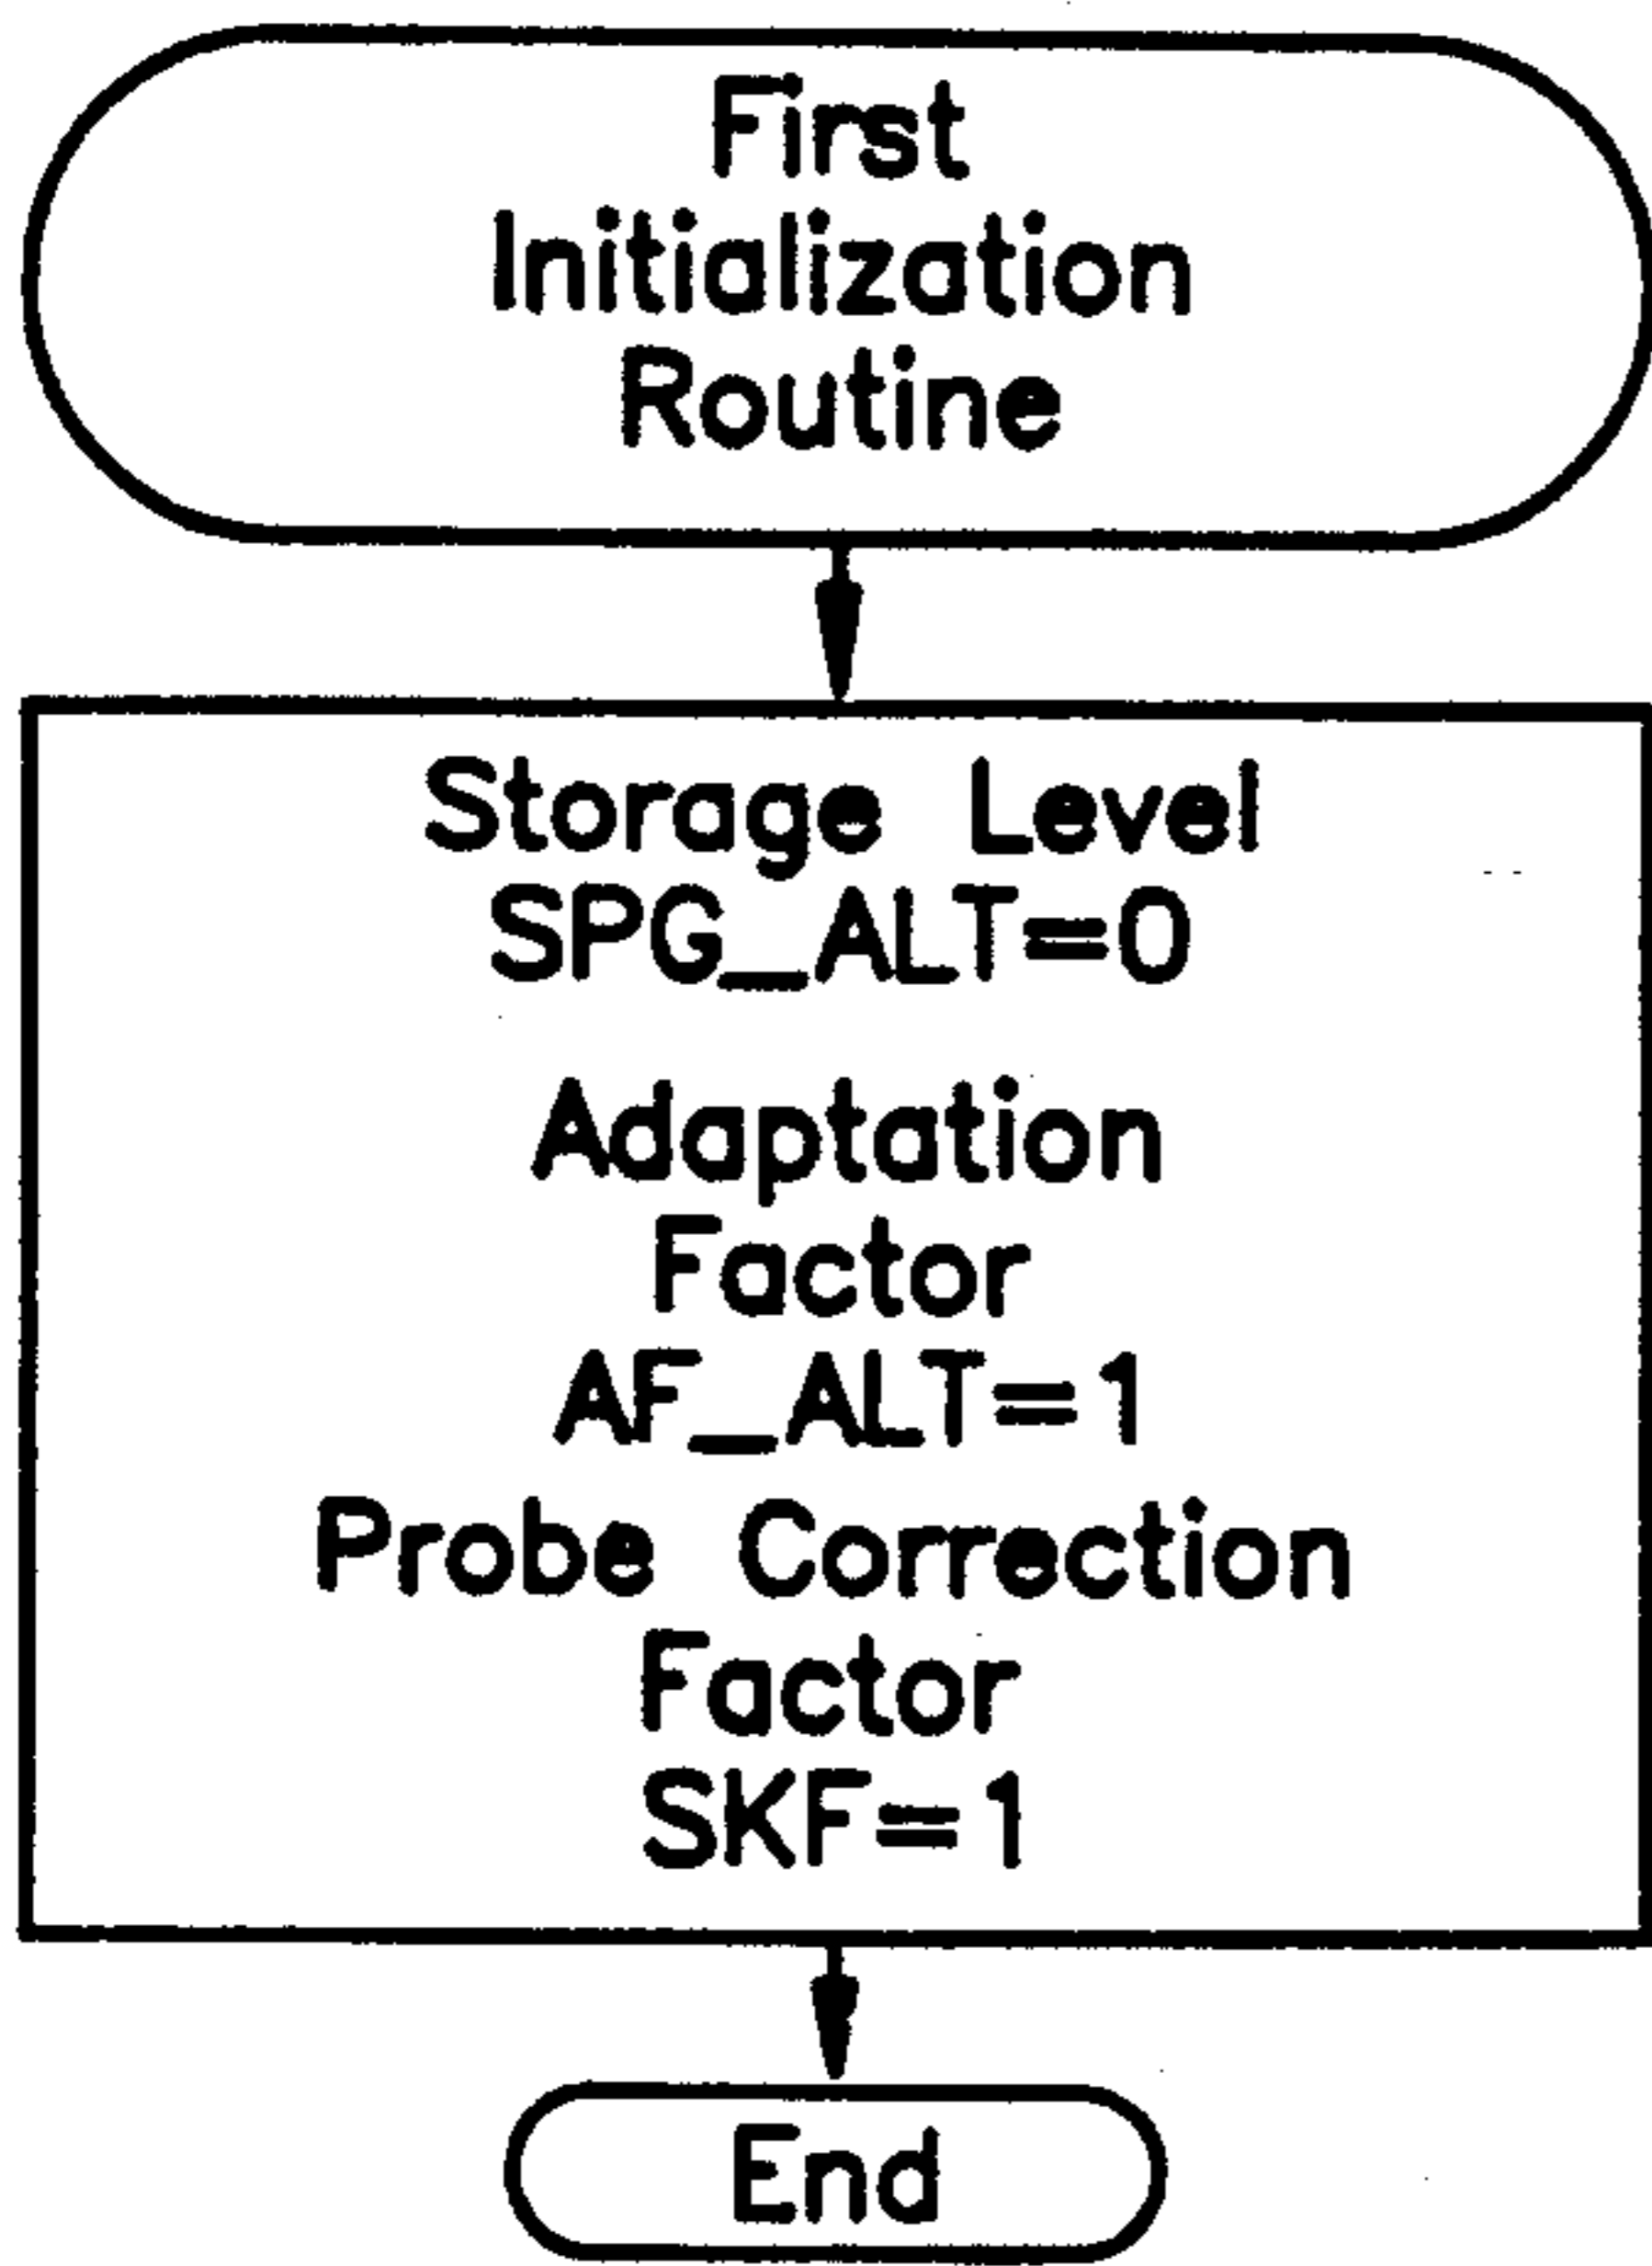 First
Initialization
Routine
Storage Level
SPG_ALT=0
Adaptation
Factor
AF_ALT=1
Probe Correction
Factor
SKF=1
End